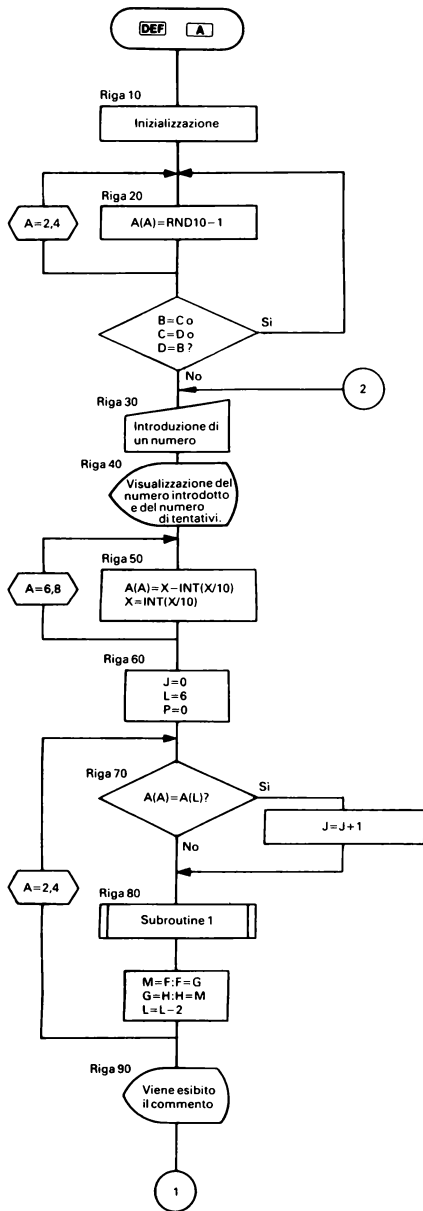 DEF A
Riga 10
Inizializzazione
Riga 20
A=2,4
A(A)=RND10−1
B=C o
C=D o
D=B ?
Sì
No
2
Riga 30
Introduzione di
un numero
Riga 40
Visualizzazione del
numero introdotto
e del numero
di tentativi.
Riga 50
A=6,8
A(A)=X−INT(X/10)
X=INT(X/10)
Riga 60
J=0
L=6
P=0
Riga 70
A(A)=A(L)?
Sì
J=J+1
No
A=2,4
Riga 80
Subroutine 1
M=F:F=G
G=H:H=M
L=L−2
Riga 90
Viene esibito
il commento
1